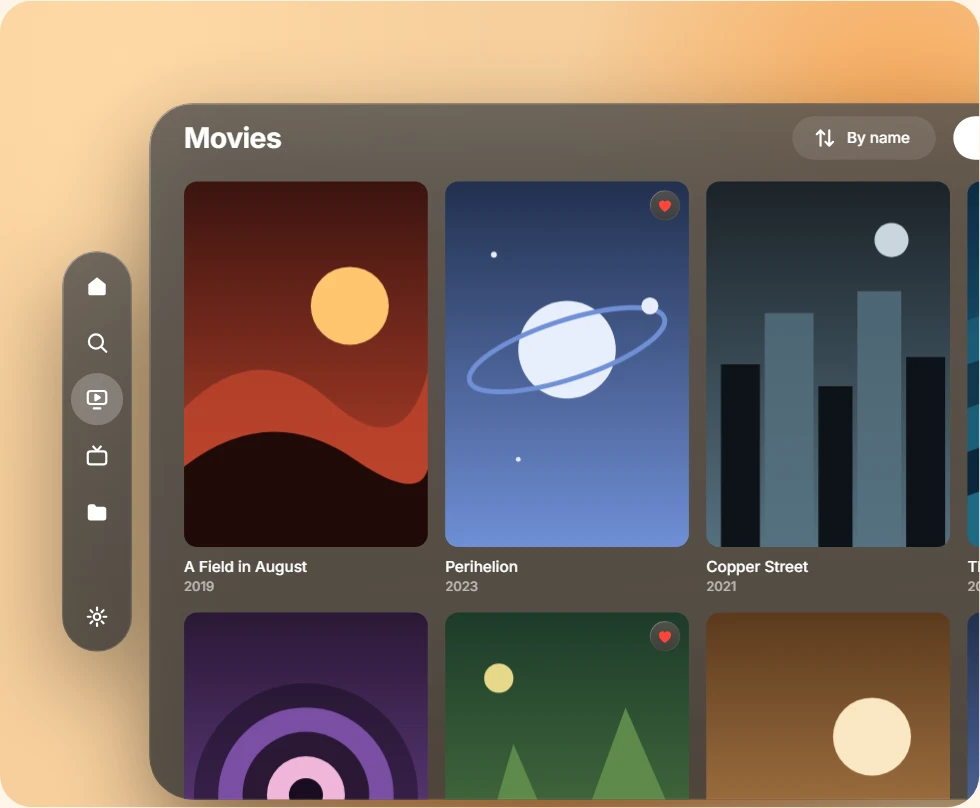 Movies
By name
A Field in August
2019
Perihelion
2023
Copper Street
2021